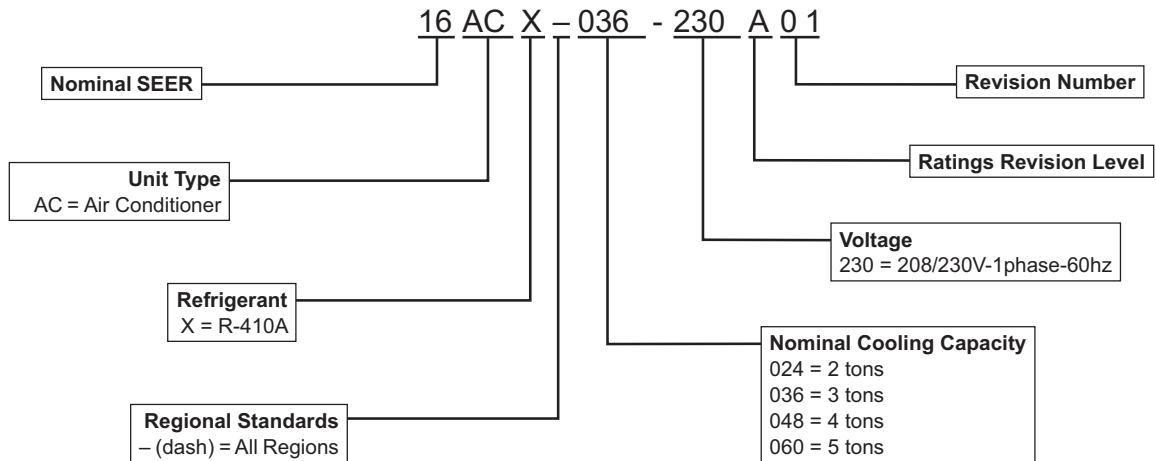 16 AC X – 036 - 230 A 0 1
Nominal SEER
Unit Type
AC = Air Conditioner
Refrigerant
X = R-410A
Regional Standards
– (dash) = All Regions
Revision Number
Ratings Revision Level
Voltage
230 = 208/230V-1phase-60hz
Nominal Cooling Capacity
024 = 2 tons
036 = 3 tons
048 = 4 tons
060 = 5 tons